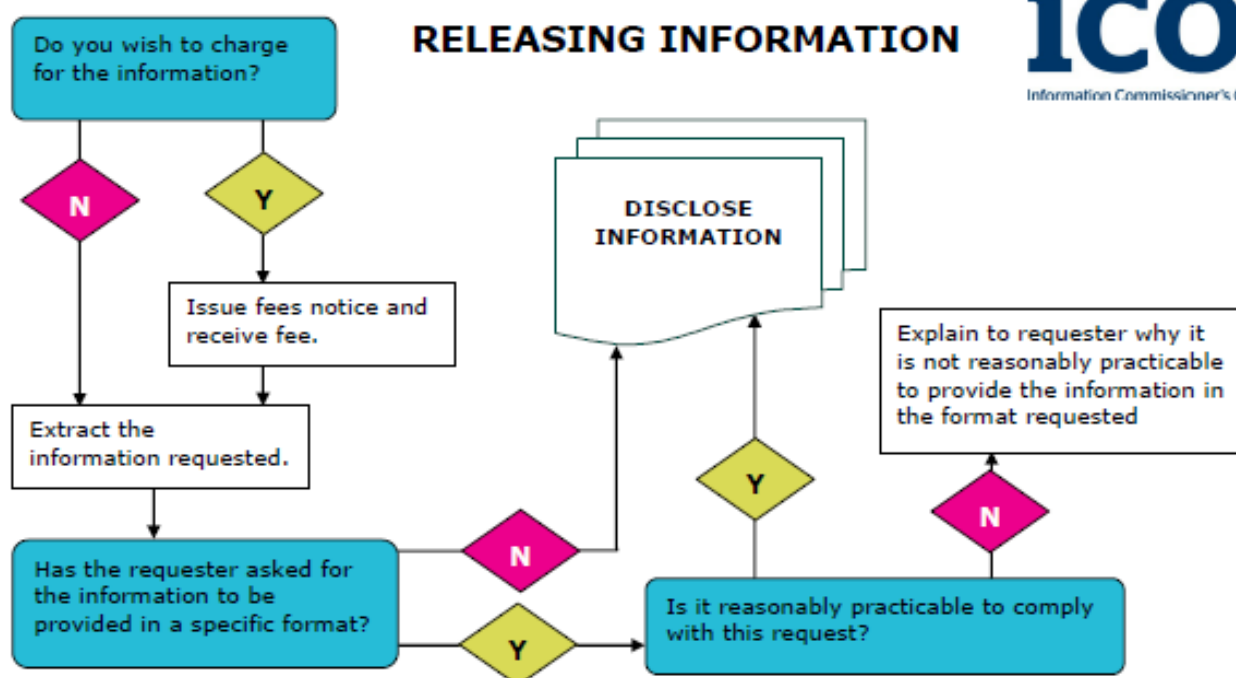 RELEASING INFORMATION
ico
Information Commissioner's
Do you wish to charge
for the information?
N
Y
Issue fees notice and
receive fee.
Extract the
information requested.
Has the requester asked for
the information to be
provided in a specific format?
N
Y
DISCLOSE
INFORMATION
Y
N
Is it reasonably practicable to comply
with this request?
Explain to requester why it
is not reasonably practicable
to provide the information in
the format requested